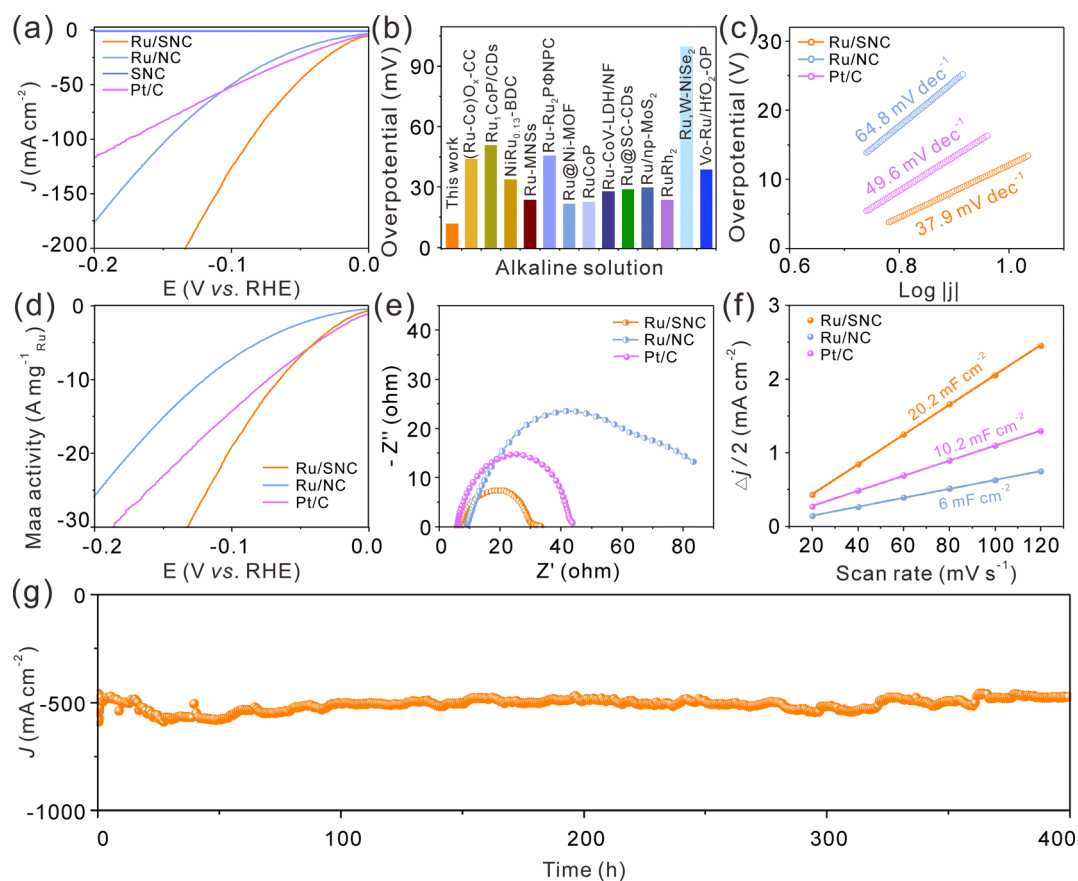 (a)
0
-50
-100
-150
-200
J (mA cm-2)
Ru/SNC
Ru/NC
SNC
Pt/C
-0.2
-0.1
0.0
E (V vs. RHE)
(b)
90
60
30
0
Overpotential (mV)
This work
(Ru-Co)Ox-CC
Ru1CoP/CDs
NiRu0.13-BDC
Ru-MNSs
Ru-Ru2PΦNPC
Ru@Ni-MOF
RuCoP
Ru-CoV-LDH/NF
Ru@SC-CDs
Ru/np-MoS2
RuRh2
Ru,W-NiSe2
Vo-Ru/HfO2-OP
Alkaline solution
(c)
30
20
10
0
Overpotential (V)
Ru/SNC
Ru/NC
Pt/C
64.8 mV dec-1
49.6 mV dec-1
37.9 mV dec-1
0.6
0.8
1.0
Log |j|
(d)
0
-10
-20
-30
Maa activity (A mg-1Ru)
Ru/SNC
Ru/NC
Pt/C
-0.2
-0.1
0.0
E (V vs. RHE)
(e)
40
30
20
10
0
- Z'' (ohm)
Ru/SNC
Ru/NC
Pt/C
0
20
40
60
80
Z' (ohm)
(f)
3
2
1
0
△j / 2 (mA cm-2)
Ru/SNC
Ru/NC
Pt/C
20.2 mF cm-2
10.2 mF cm-2
6 mF cm-2
20
40
60
80
100
120
Scan rate (mV s-1)
(g)
0
-500
-1000
J (mA cm-2)
0
100
200
300
400
Time (h)